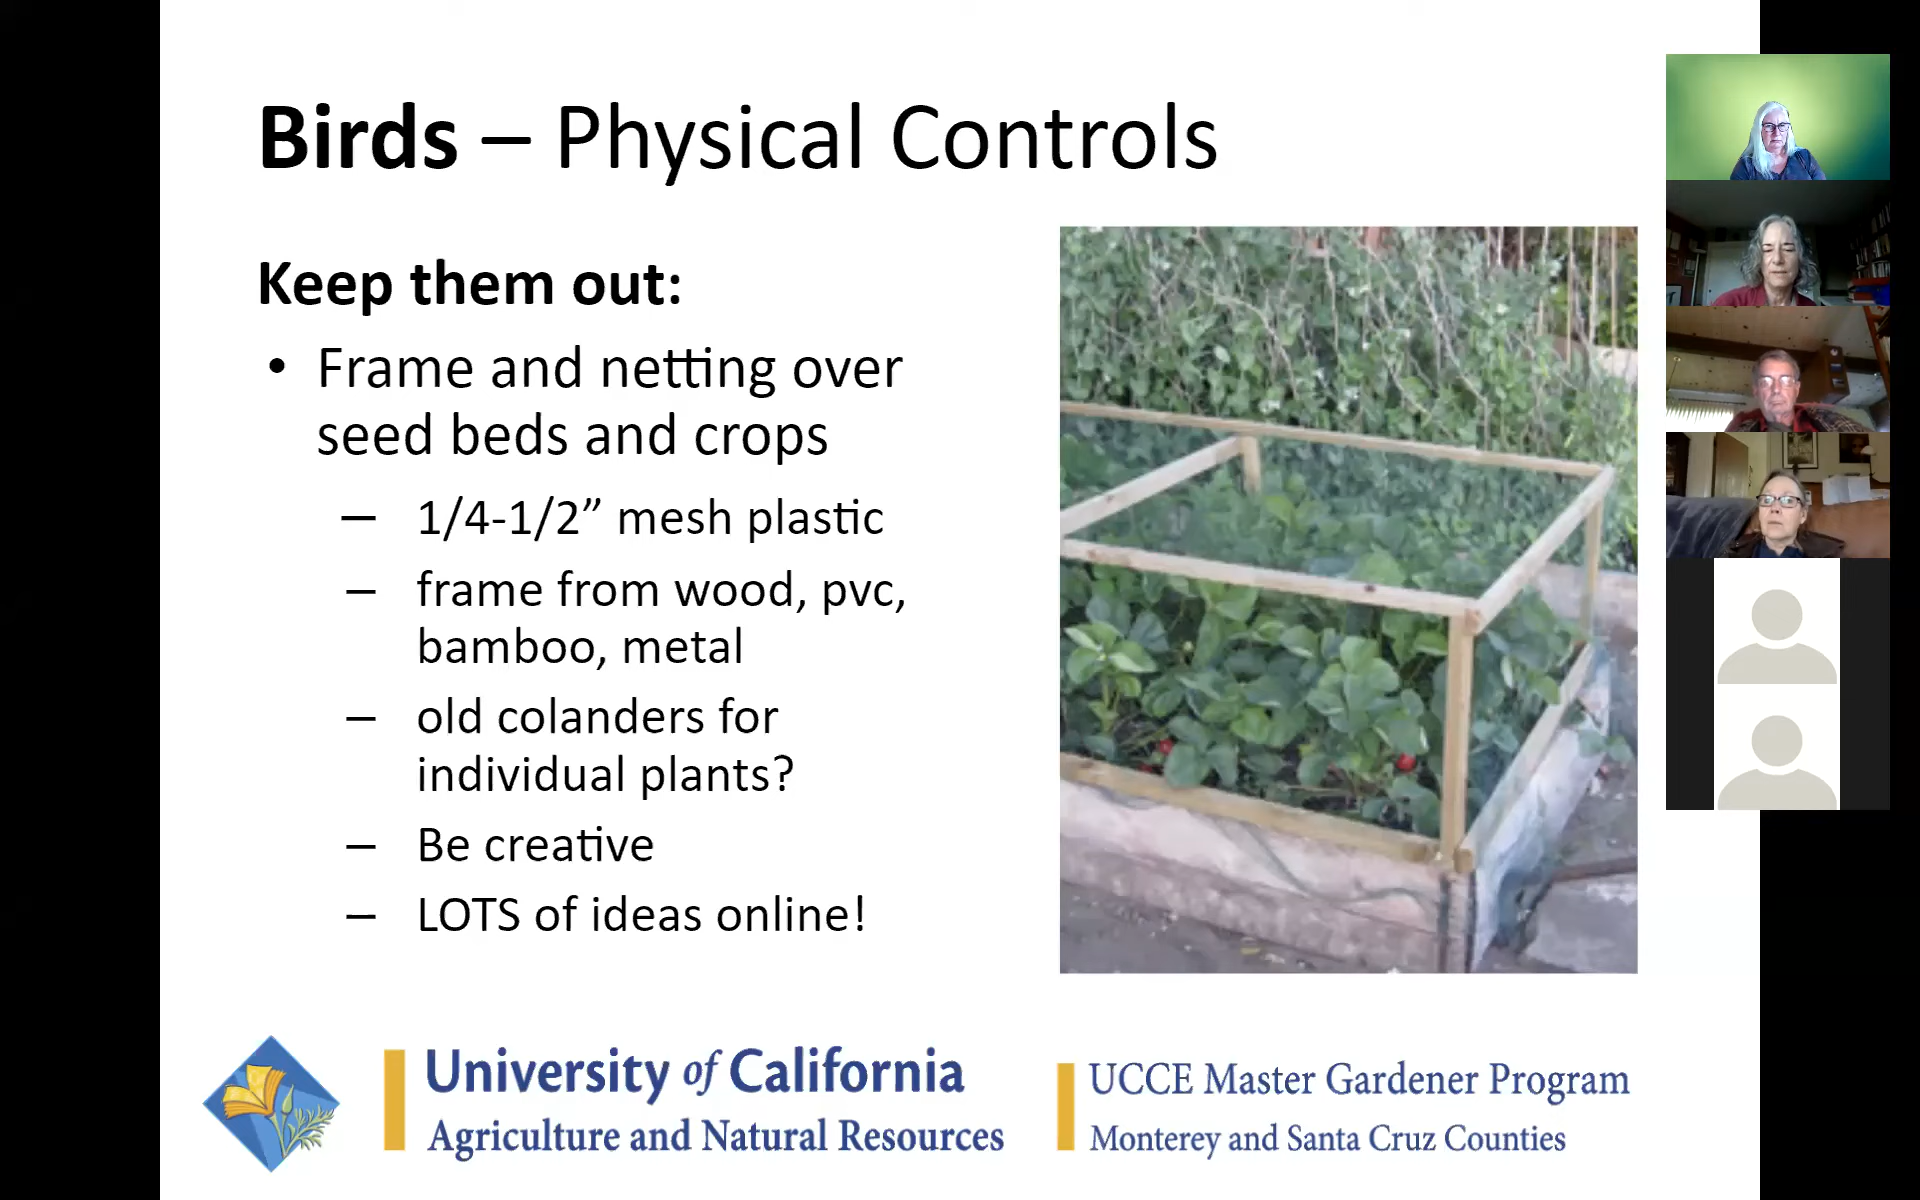 Birds – Physical Controls
Keep them out:
• Frame and netting over
seed beds and crops
– 1/4-1/2” mesh plastic
– frame from wood, pvc,
bamboo, metal
– old colanders for
individual plants?
– Be creative
– LOTS of ideas online!
University of California
Agriculture and Natural Resources
UCCE Master Gardener Program
Monterey and Santa Cruz Counties